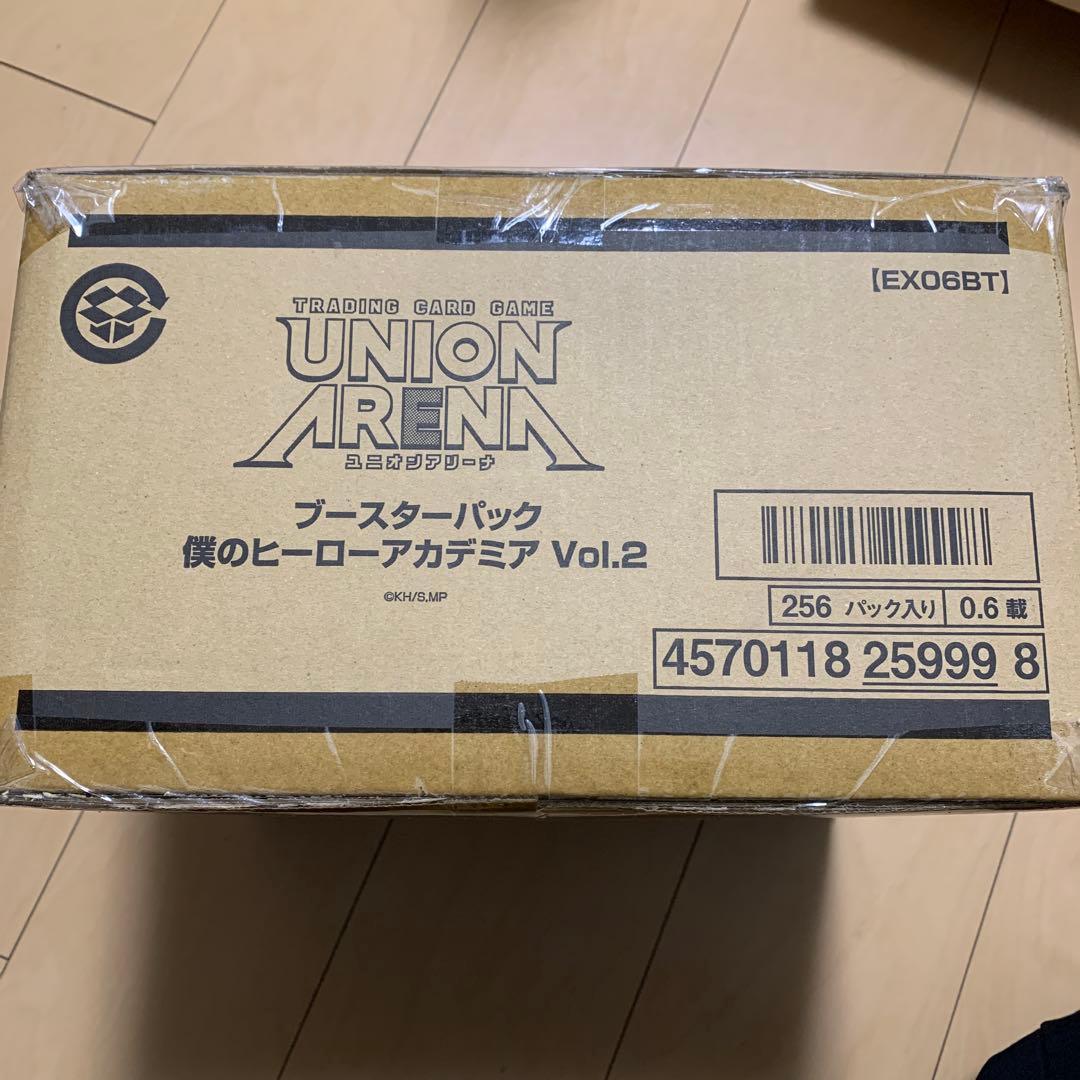 【EX06BT】
TRADING CARD GAME
UNION
ARENA
ユニオンアリーナ
ブースターパック
僕のヒーローアカデミア Vol.2
©KH/S,MP
256 パック入り 0.6 載
4570118 25999 8